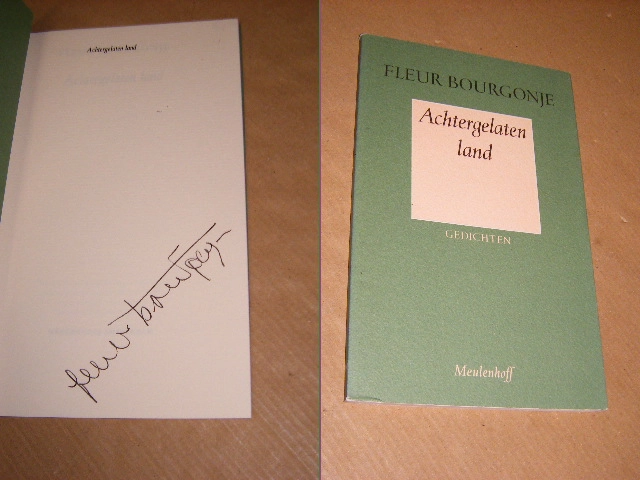 Achtergelaten land
fleur bourgonje
FLEUR BOURGONJE
Achtergelaten
land
GEDICHTEN
Meulenhoff